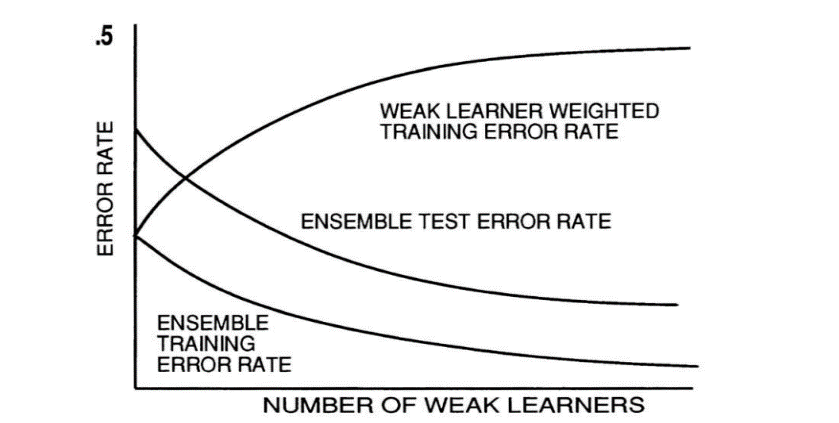 .5
WEAK LEARNER WEIGHTED
TRAINING ERROR RATE
ERROR RATE
ENSEMBLE TEST ERROR RATE
ENSEMBLE
TRAINING
ERROR RATE
NUMBER OF WEAK LEARNERS